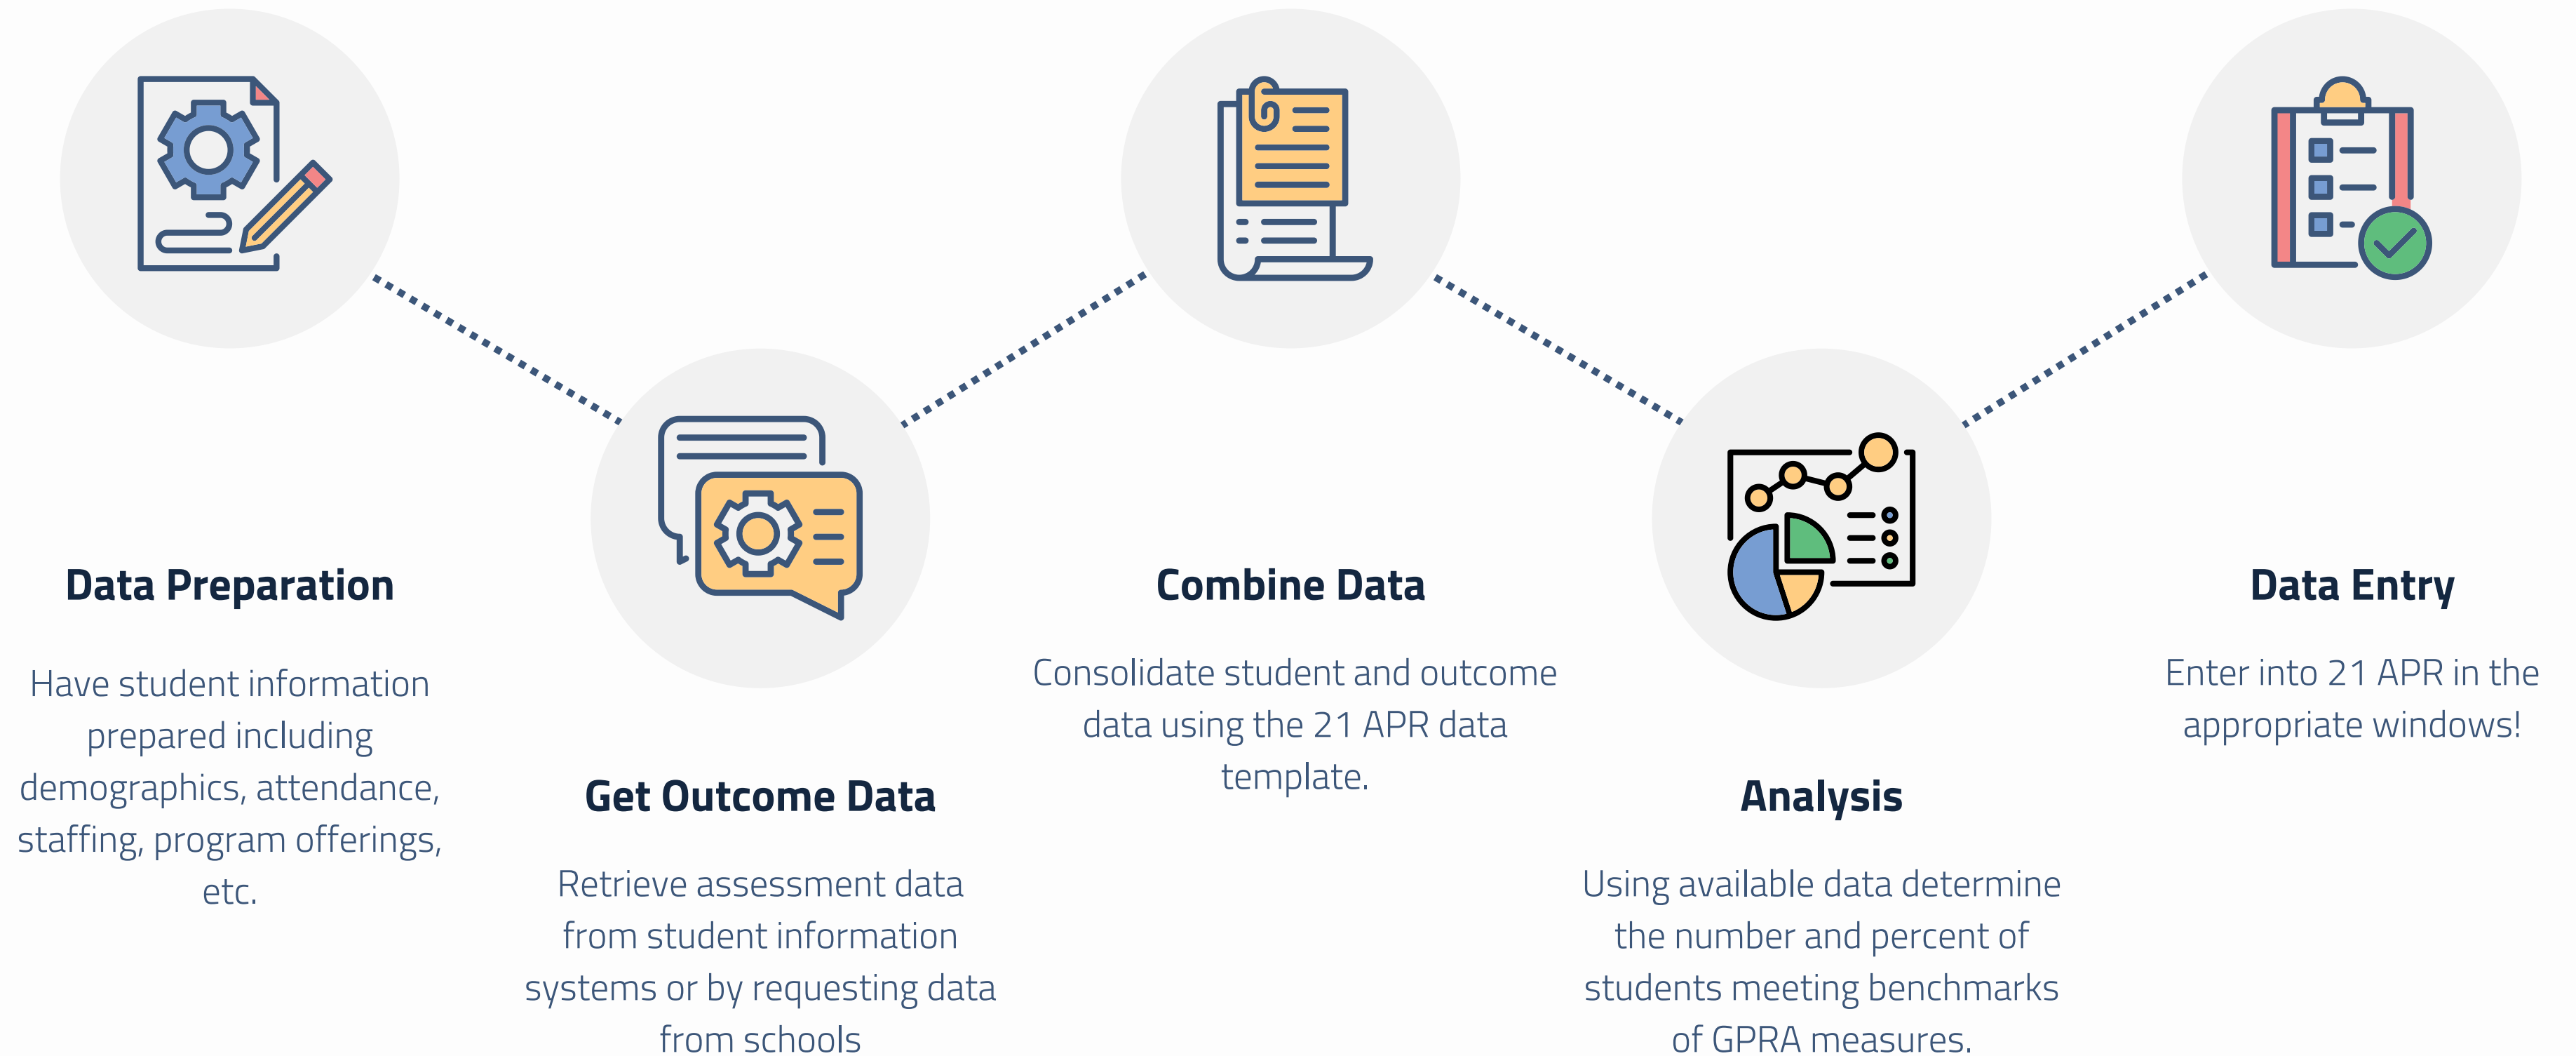 Data Preparation
Have student information
prepared including
demographics, attendance,
staffing, program offerings,
etc.
Get Outcome Data
Retrieve assessment data
from student information
systems or by requesting data
from schools
Combine Data
Consolidate student and outcome
data using the 21 APR data
template.
Analysis
Using available data determine
the number and percent of
students meeting benchmarks
of GPRA measures.
Data Entry
Enter into 21 APR in the
appropriate windows!